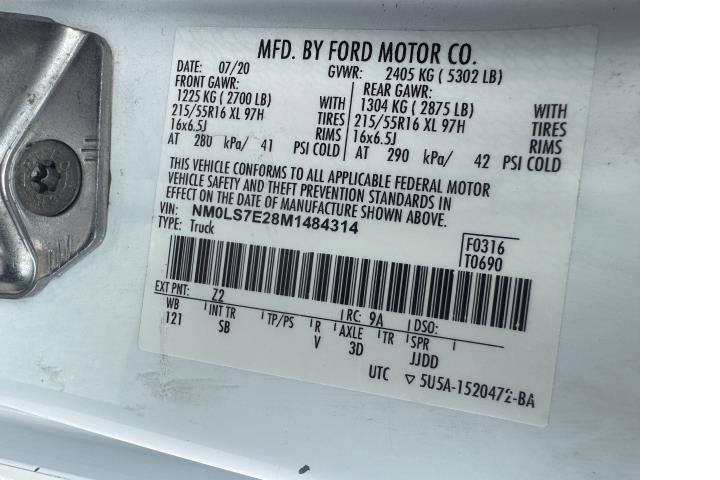 MFD. BY FORD MOTOR CO.
DATE: 07/20 GVWR: 2405 KG ( 5302 LB)
FRONT GAWR: REAR GAWR:
1225 KG ( 2700 LB) WITH 1304 KG ( 2875 LB) WITH
215/55R16 XL 97H TIRES 215/55R16 XL 97H TIRES
16x6.5J RIMS 16x6.5J RIMS
AT 280 kPa/ 41 PSI COLD AT 290 kPa/ 42 PSI COLD
THIS VEHICLE CONFORMS TO ALL APPLICABLE FEDERAL MOTOR
VEHICLE SAFETY AND THEFT PREVENTION STANDARDS IN
EFFECT ON THE DATE OF MANUFACTURE SHOWN ABOVE.
VIN: NM0LS7E28M1484314
TYPE: Truck
F0316
T0690
EXT PNT: Z2 RC: 9A DSO:
WB INT TR TP/PS R AXLE TR SPR
121 SB V 3D JJDD
UTC ▽ 5U5A-1520472-BA